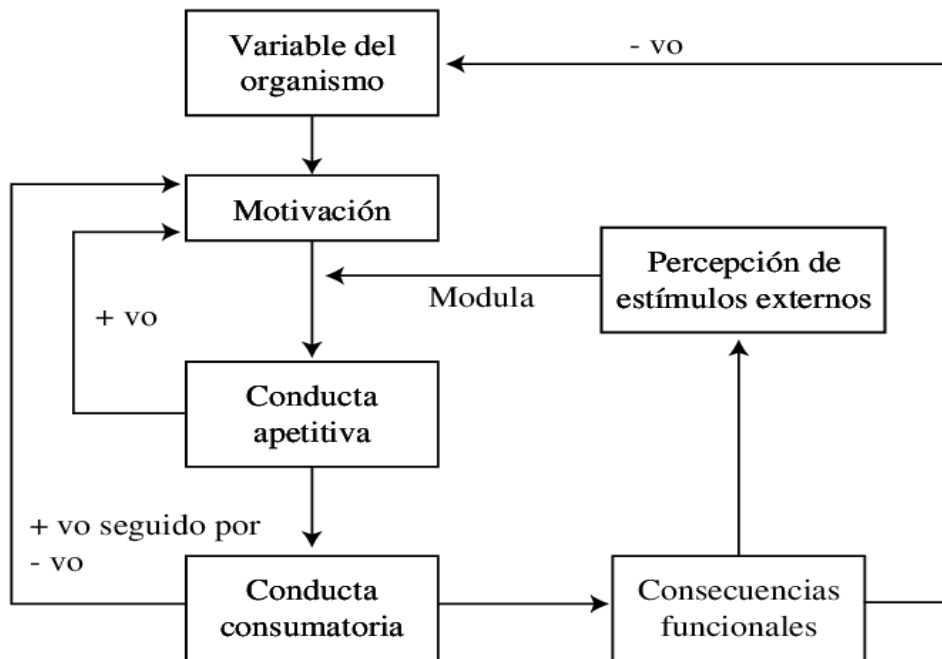 Variable del
organismo
- vo
Motivación
Percepción de
estímulos externos
Modula
+ vo
Conducta
apetitiva
+ vo seguido por
- vo
Conducta
consumatoria
Consecuencias
funcionales